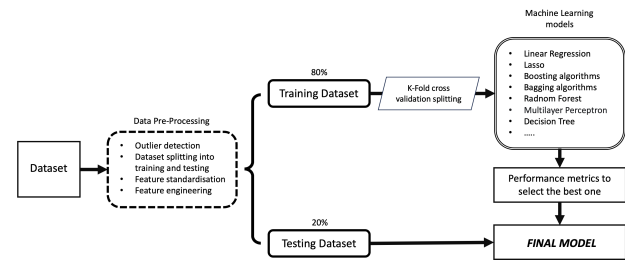 Machine Learning
models
80%
Training Dataset
K-Fold cross
validation splitting
• Linear Regression
• Lasso
• Boosting algorithms
• Bagging algorithms
• Radnom Forest
• Multilayer Perceptron
• Decision Tree
• .....
Data Pre-Processing
• Outlier detection
• Dataset splitting into
training and testing
• Feature standardisation
• Feature engineering
Dataset
Performance metrics to
select the best one
20%
Testing Dataset
FINAL MODEL